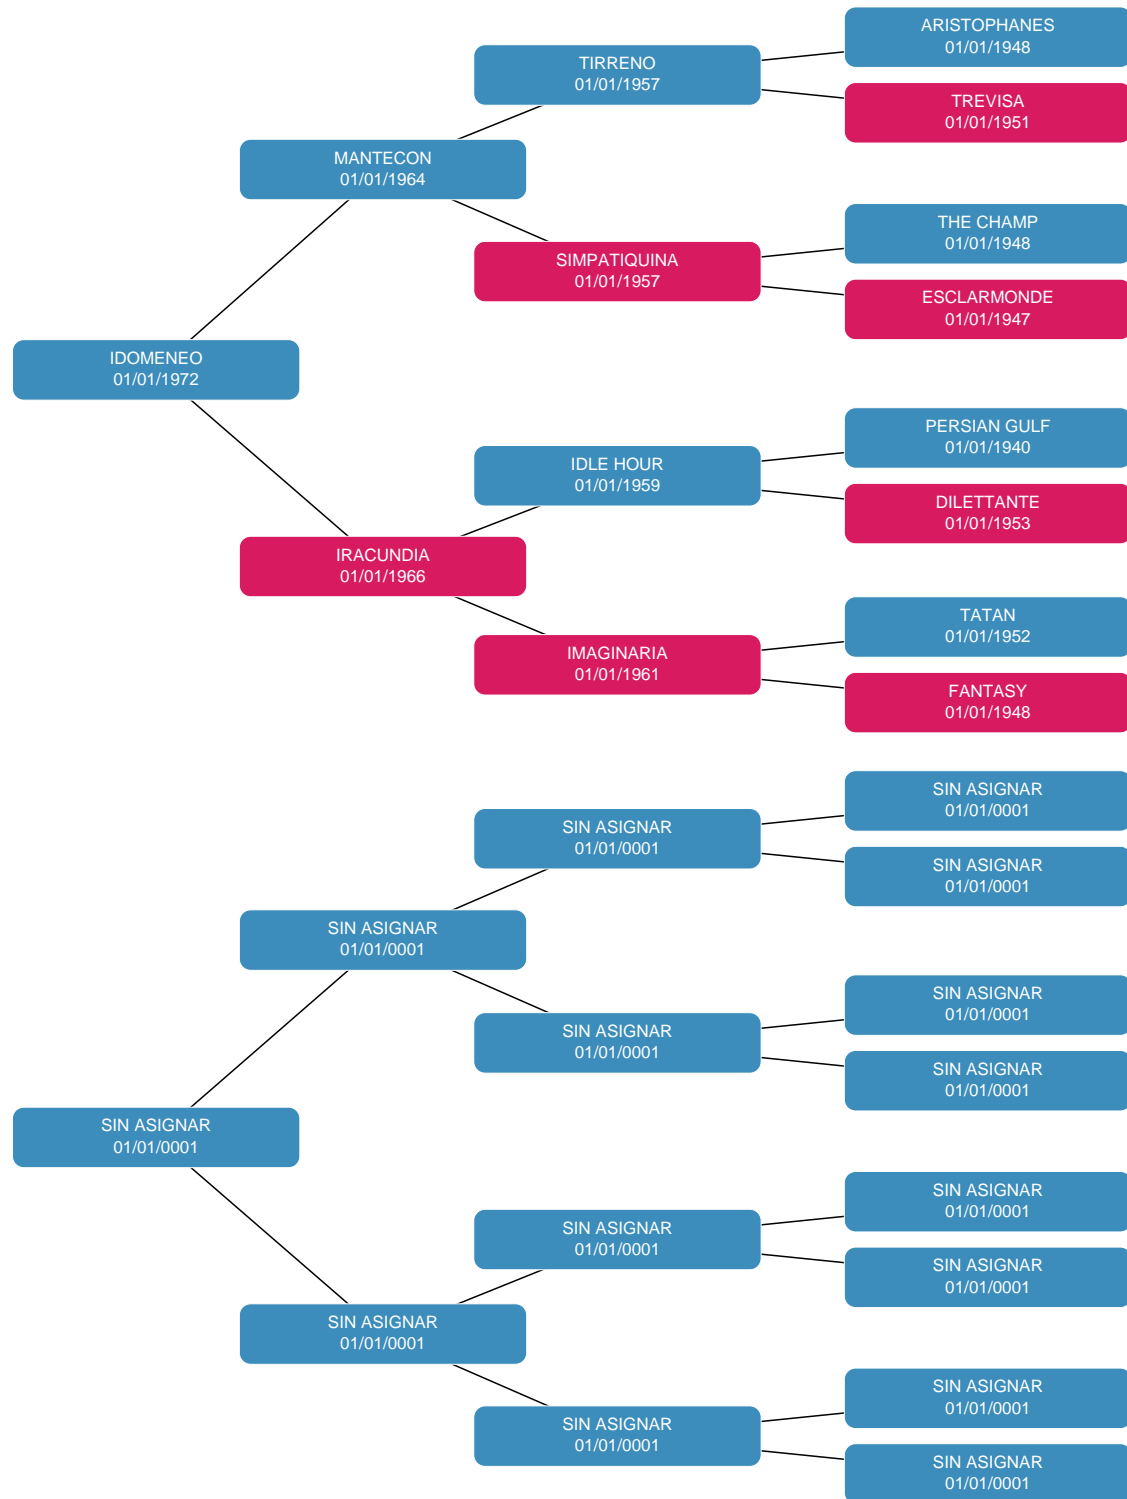 ARISTOPHANES
01/01/1948
TIRRENO
01/01/1957
TREVISA
01/01/1951
MANTECON
01/01/1964
THE CHAMP
01/01/1948
SIMPATIQUINA
01/01/1957
ESCLARMONDE
01/01/1947
IDOMENEO
01/01/1972
PERSIAN GULF
01/01/1940
IDLE HOUR
01/01/1959
DILETTANTE
01/01/1953
IRACUNDIA
01/01/1966
TATAN
01/01/1952
IMAGINARIA
01/01/1961
FANTASY
01/01/1948
SIN ASIGNAR
01/01/0001
SIN ASIGNAR
01/01/0001
SIN ASIGNAR
01/01/0001
SIN ASIGNAR
01/01/0001
SIN ASIGNAR
01/01/0001
SIN ASIGNAR
01/01/0001
SIN ASIGNAR
01/01/0001
SIN ASIGNAR
01/01/0001
SIN ASIGNAR
01/01/0001
SIN ASIGNAR
01/01/0001
SIN ASIGNAR
01/01/0001
SIN ASIGNAR
01/01/0001
SIN ASIGNAR
01/01/0001
SIN ASIGNAR
01/01/0001
SIN ASIGNAR
01/01/0001